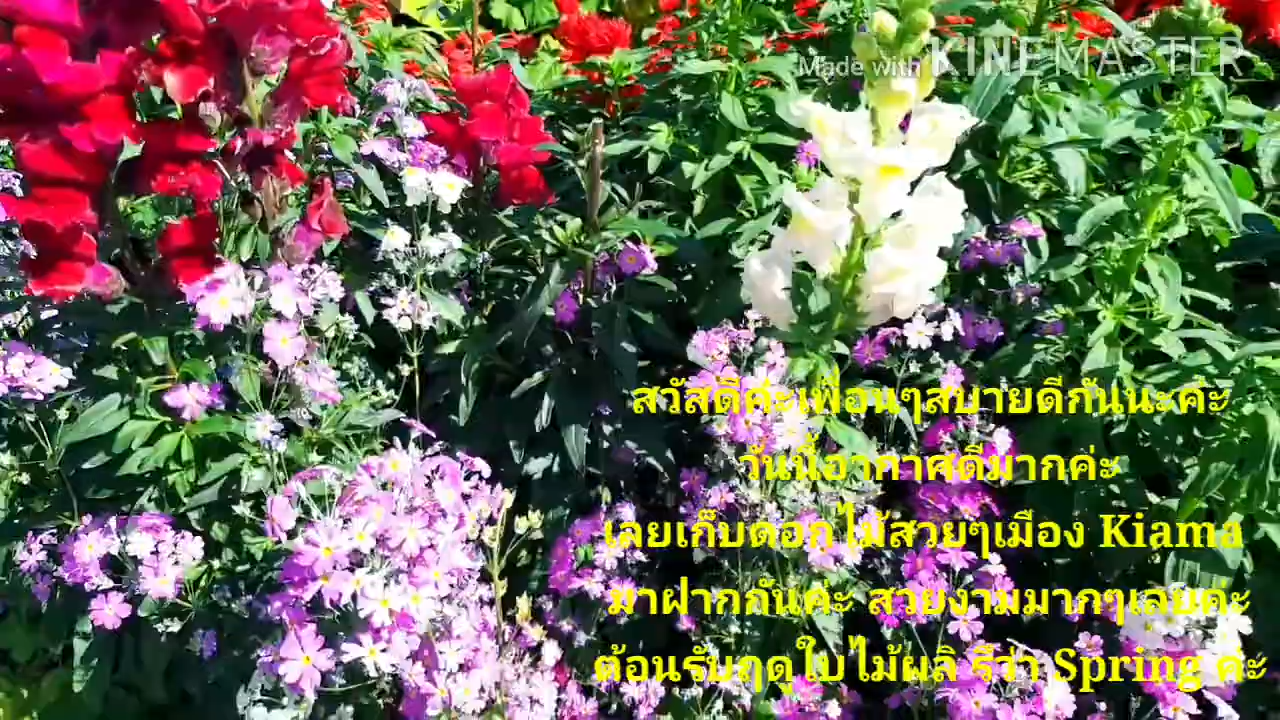 Made with KINEMASTER
สวัสดีค่ะเพื่อนๆสบายดีกันนะค่ะ
วันนี้อากาศดีมากค่ะ
เลยเก็บดอกไม้สวยๆเมือง Kiama
มาฝากกันค่ะ สวยงามมากๆเลยค่ะ
ต้อนรับฤดูใบไม้ผลิ รึว่า Spring ค่ะ